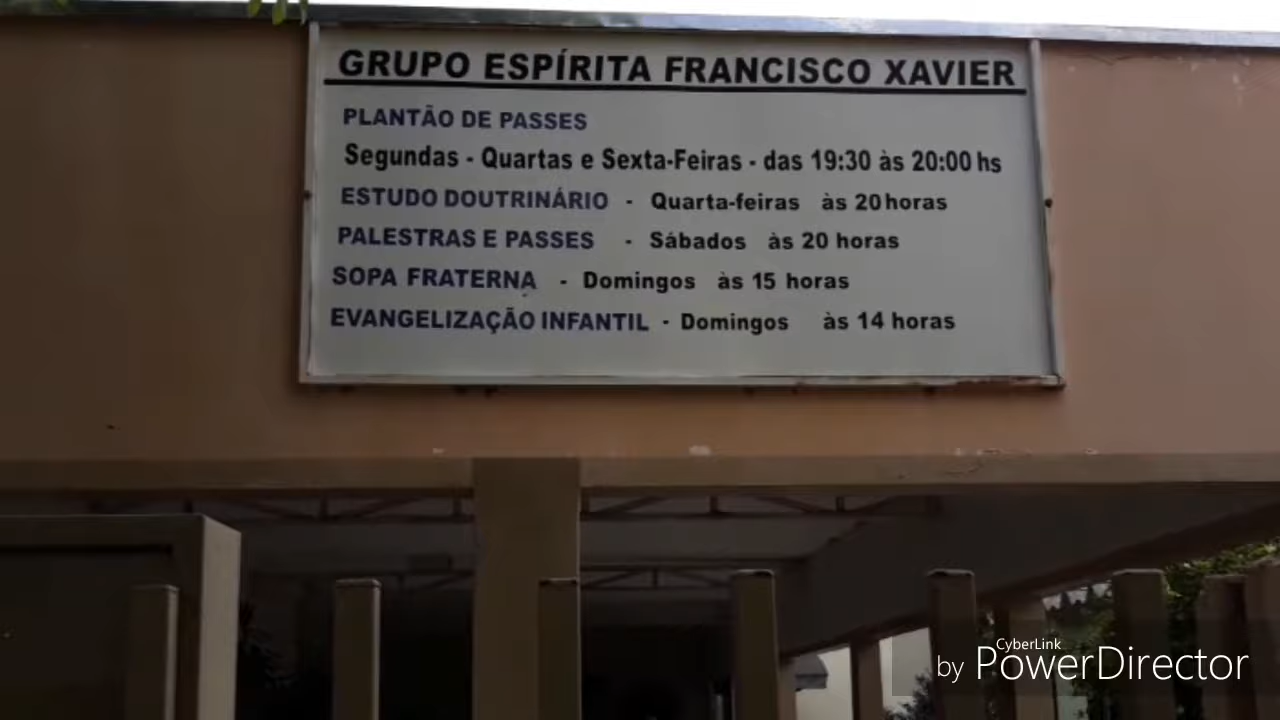 GRUPO ESPÍRITA FRANCISCO XAVIER
PLANTÃO DE PASSES
Segundas - Quartas e Sexta-Feiras - das 19:30 às 20:00 hs
ESTUDO DOUTRINÁRIO - Quarta-feiras às 20 horas
PALESTRAS E PASSES - Sábados às 20 horas
SOPA FRATERNA - Domingos às 15 horas
EVANGELIZAÇÃO INFANTIL - Domingos às 14 horas
CyberLink
by PowerDirector